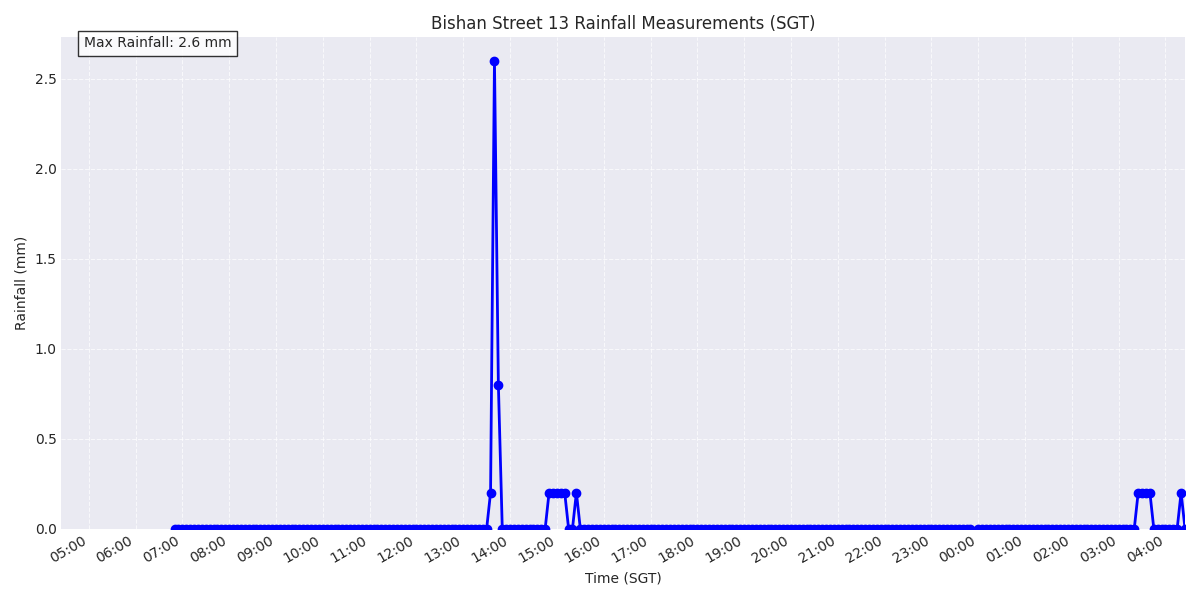 Bishan Street 13 Rainfall Measurements (SGT)
Max Rainfall: 2.6 mm
2.5
2.0
1.5
1.0
0.5
0.0
Rainfall (mm)
05:00 06:00 07:00 08:00 09:00 10:00 11:00 12:00 13:00 14:00 15:00 16:00 17:00 18:00 19:00 20:00 21:00 22:00 23:00 00:00 01:00 02:00 03:00 04:00
Time (SGT)